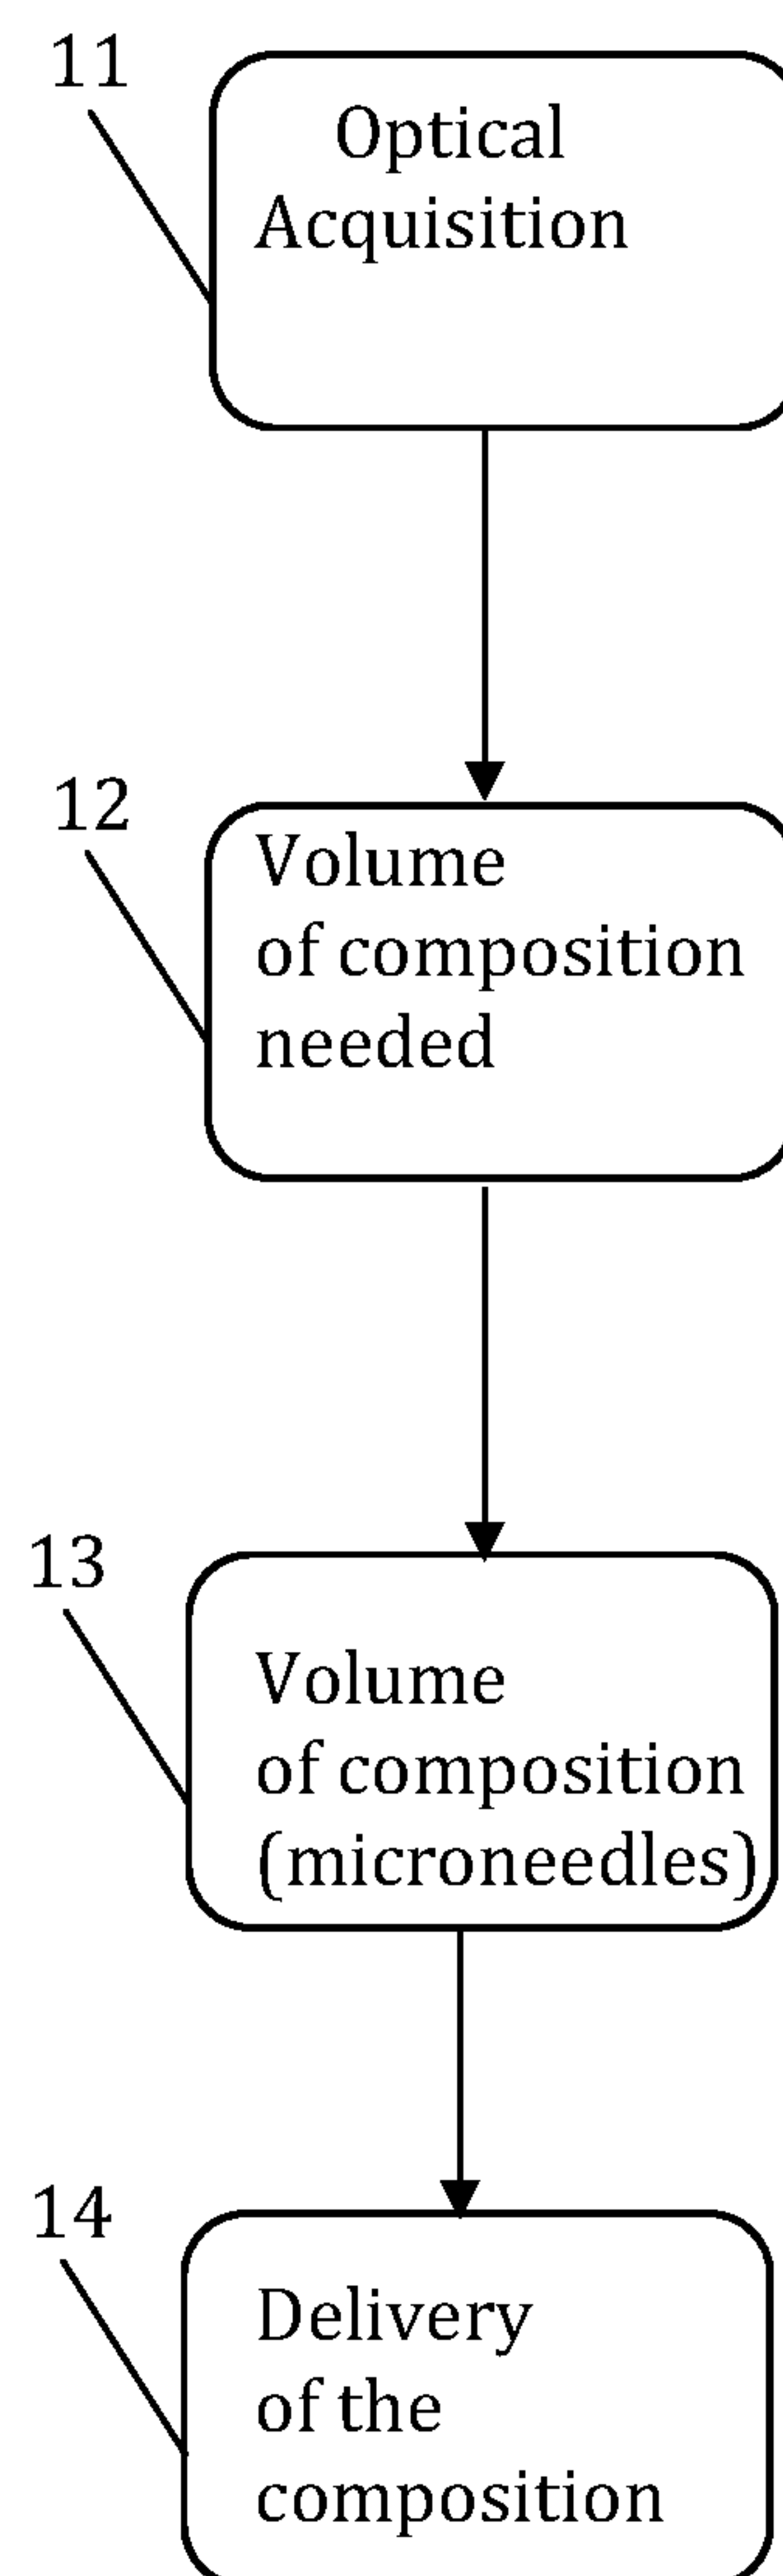 11
Optical
Acquisition
12
Volume
of composition
needed
13
Volume
of composition
(microneedles)
14
Delivery
of the
composition